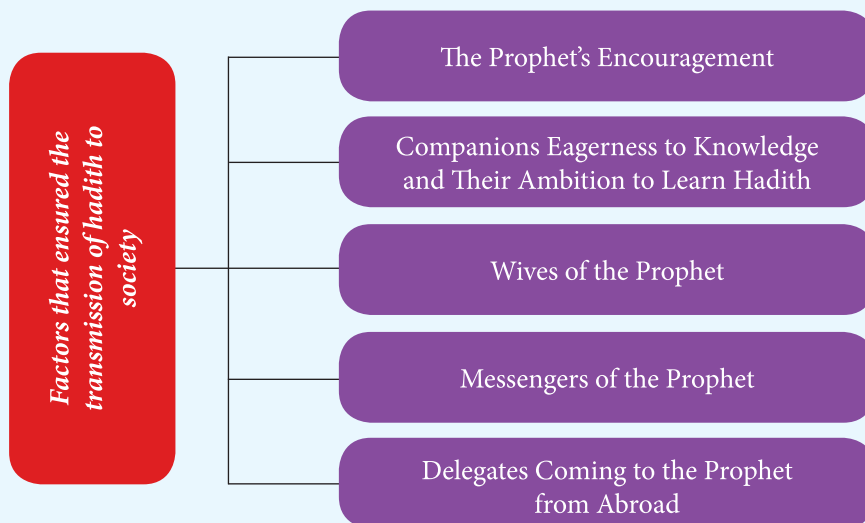 Factors that ensured the
transmission of hadith to
society
The Prophet's Encouragement
Companions Eagerness to Knowledge
and Their Ambition to Learn Hadith
Wives of the Prophet
Messengers of the Prophet
Delegates Coming to the Prophet
from Abroad